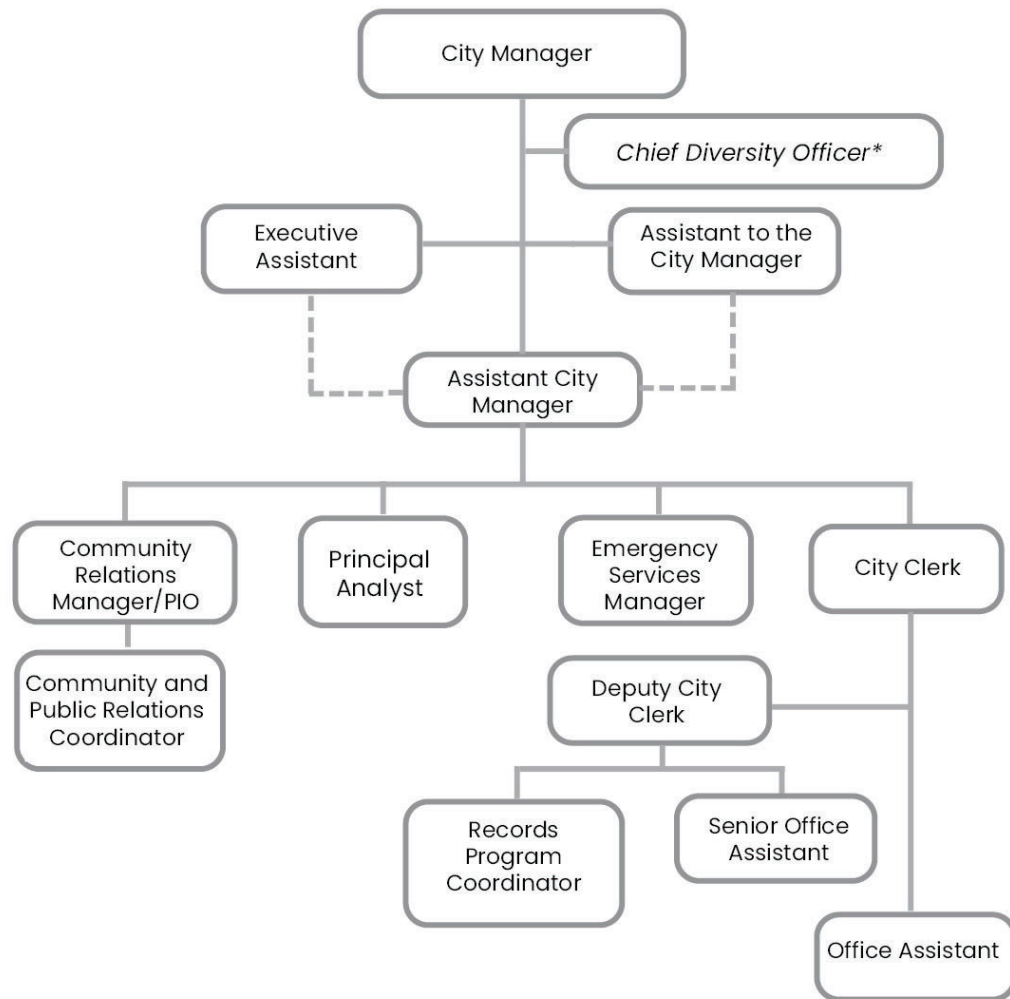 City Manager
Chief Diversity Officer*
Executive
Assistant
Assistant to the
City Manager
Assistant City
Manager
Community
Relations
Manager/PIO
Principal
Analyst
Emergency
Services
Manager
City Clerk
Community and
Public Relations
Coordinator
Deputy City
Clerk
Records
Program
Coordinator
Senior Office
Assistant
Office Assistant